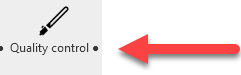 • Quality control •